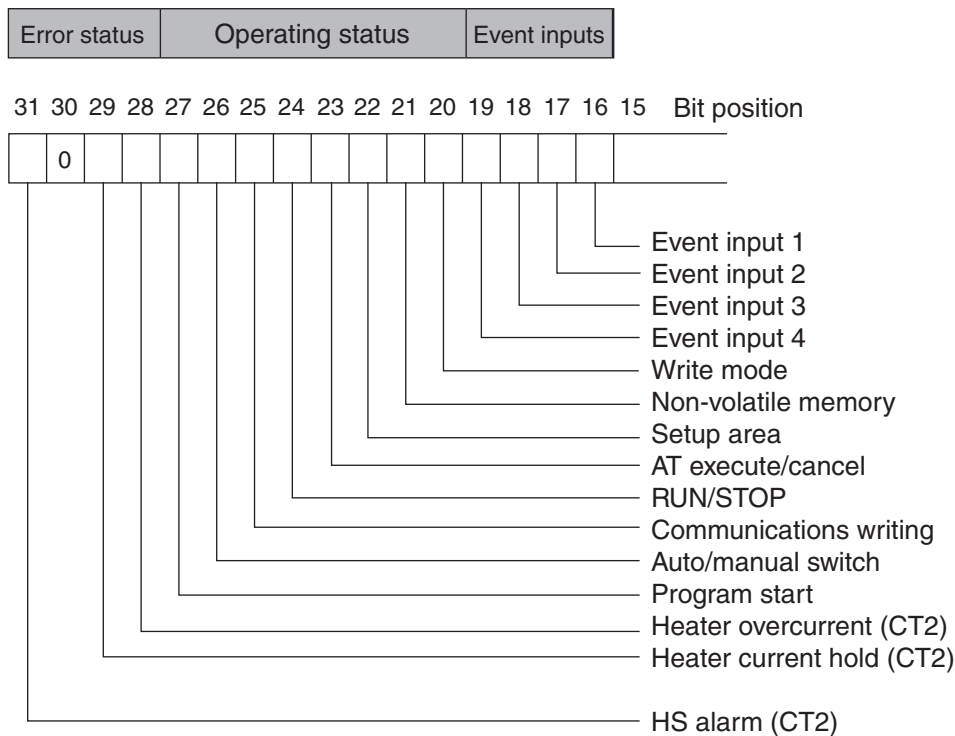 Error status Operating status Event inputs
31 30 29 28 27 26 25 24 23 22 21 20 19 18 17 16 15 Bit position
0
Event input 1
Event input 2
Event input 3
Event input 4
Write mode
Non-volatile memory
Setup area
AT execute/cancel
RUN/STOP
Communications writing
Auto/manual switch
Program start
Heater overcurrent (CT2)
Heater current hold (CT2)
HS alarm (CT2)